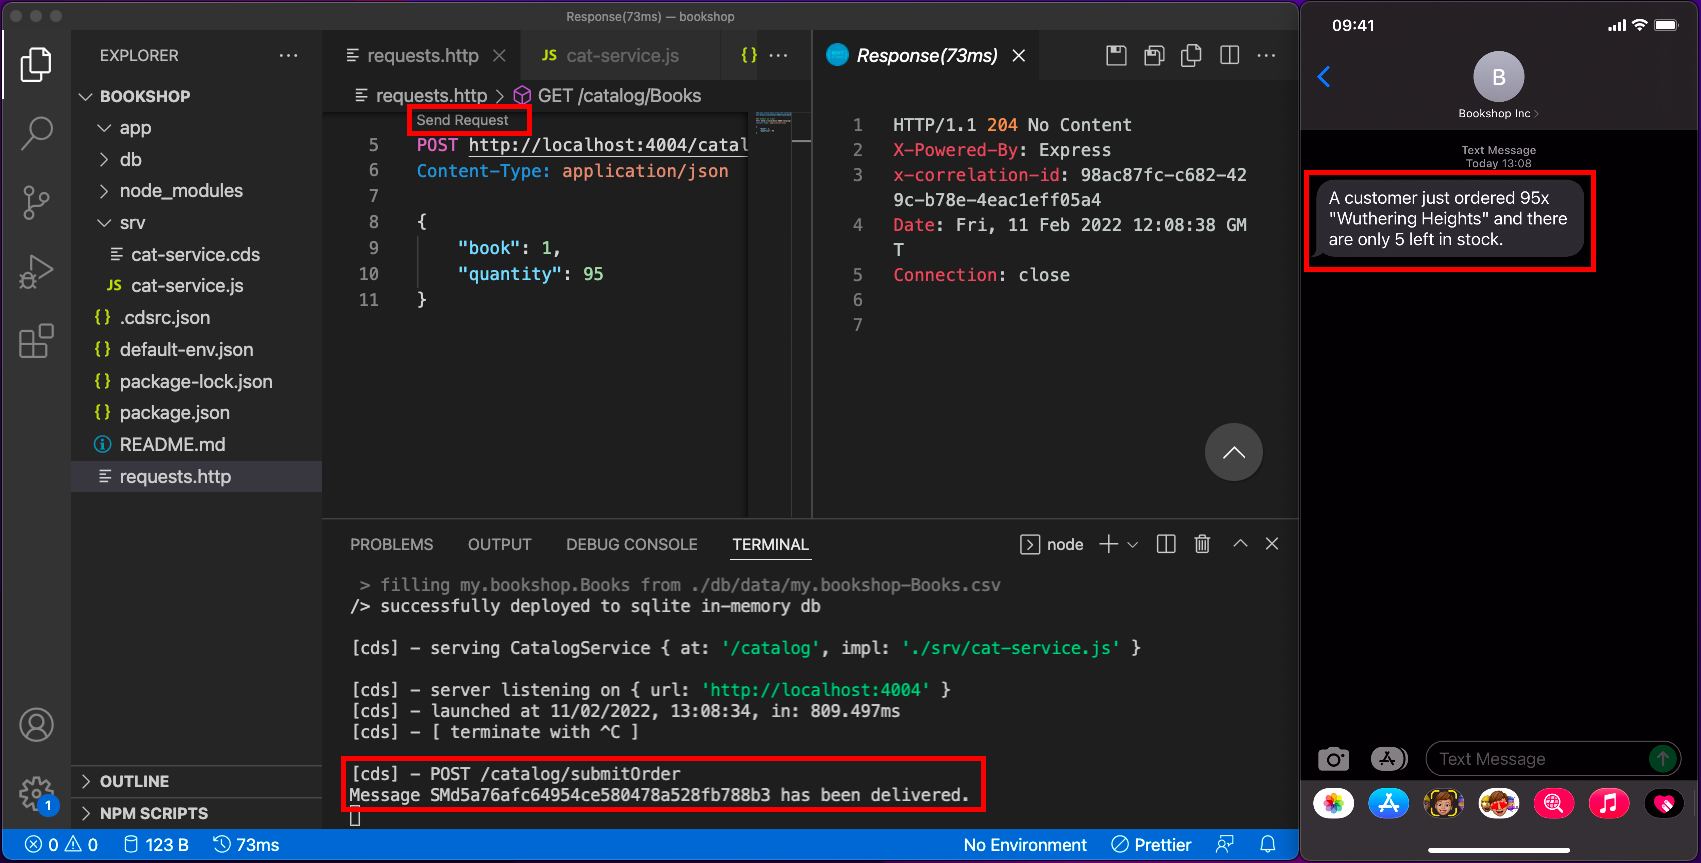 Response(73ms) — bookshop
EXPLORER
BOOKSHOP
app
db
node_modules
srv
cat-service.cds
JS cat-service.js
{} .cdsrc.json
{} default-env.json
{} package-lock.json
{} package.json
README.md
requests.http
OUTLINE
NPM SCRIPTS
1
requests.http
JS cat-service.js
{}
requests.http > GET /catalog/Books
Send Request
5 POST http://localhost:4004/catal
6 Content-Type: application/json
7
8 {
9 "book": 1,
10 "quantity": 95
11 }
Response(73ms)
1 HTTP/1.1 204 No Content
2 X-Powered-By: Express
3 x-correlation-id: 98ac87fc-c682-42
9c-b78e-4eac1eff05a4
4 Date: Fri, 11 Feb 2022 12:08:38 GM
T
5 Connection: close
6
7
PROBLEMS OUTPUT DEBUG CONSOLE TERMINAL
node
> filling my.bookshop.Books from ./db/data/my.bookshop-Books.csv
/> successfully deployed to sqlite in-memory db
[cds] - serving CatalogService { at: '/catalog', impl: './srv/cat-service.js' }
[cds] - server listening on { url: 'http://localhost:4004' }
[cds] - launched at 11/02/2022, 13:08:34, in: 809.497ms
[cds] - [ terminate with ^C ]
[cds] - POST /catalog/submitOrder
Message SMd5a76afc64954ce580478a528fb788b3 has been delivered.
0 0 123 B 73ms
No Environment Prettier
09:41
B
Bookshop Inc
Text Message
Today 13:08
A customer just ordered 95x
"Wuthering Heights" and there
are only 5 left in stock.
Text Message